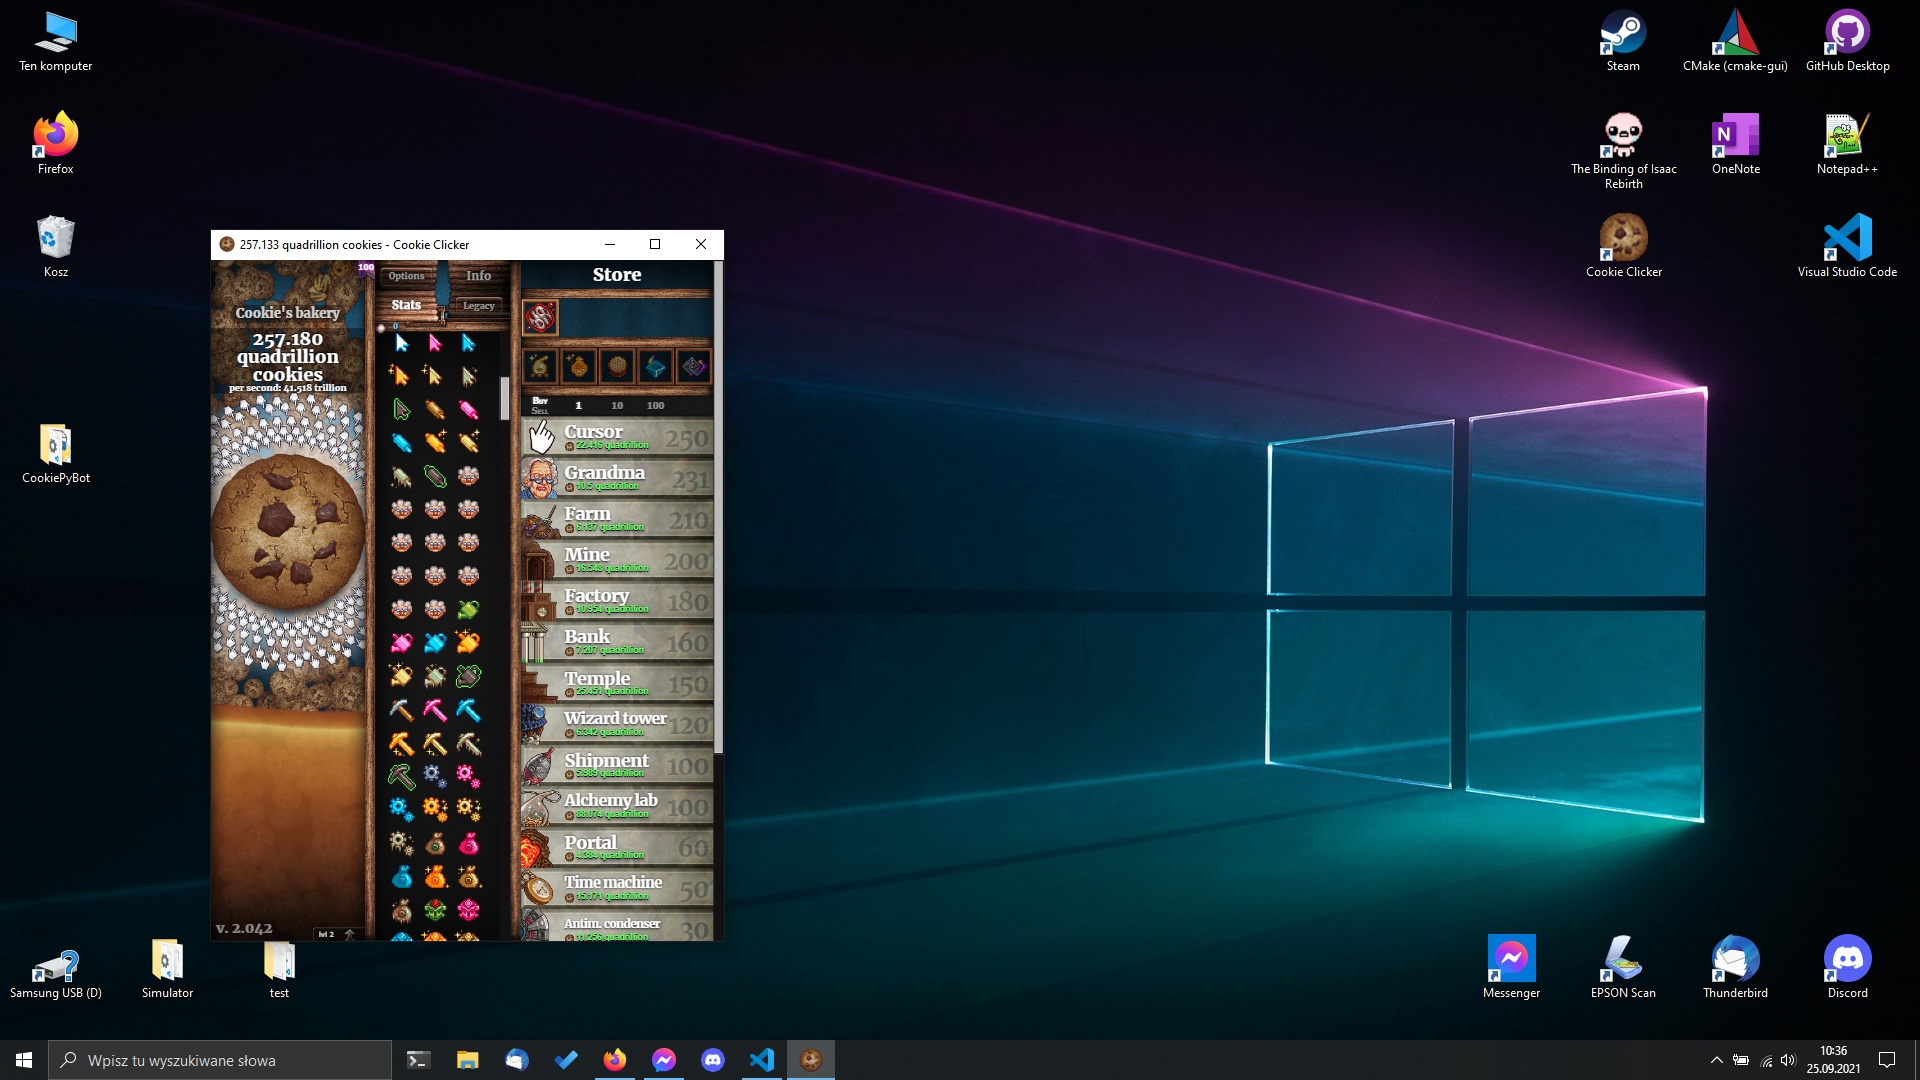 Ten komputer
Firefox
Kosz
CookiePyBot
Samsung USB (D)
Simulator
test
Steam
CMake (cmake-gui)
GitHub Desktop
The Binding of Isaac
Rebirth
OneNote
Notepad++
Cookie Clicker
Visual Studio Code
Messenger
EPSON Scan
Thunderbird
Discord
257.133 quadrillion cookies - Cookie Clicker
100
Cookie's bakery
257.180
quadrillion
cookies
per second: 41.518 trillion
v. 2.042
lvl 2
Options
Info
Stats
Legacy
0
Store
Buy
Sell
1
10
100
Cursor
22.416 quadrillion
250
Grandma
10.5 quadrillion
231
Farm
6.137 quadrillion
210
Mine
16.548 quadrillion
200
Factory
10.954 quadrillion
180
Bank
7.207 quadrillion
160
Temple
25.451 quadrillion
150
Wizard tower
6.342 quadrillion
120
Shipment
5.989 quadrillion
100
Alchemy lab
88.074 quadrillion
100
Portal
4.384 quadrillion
60
Time machine
15.171 quadrillion
50
Antim. condenser
11.256 quadrillion
30
Wpisz tu wyszukiwane słowa
10:36
25.09.2021